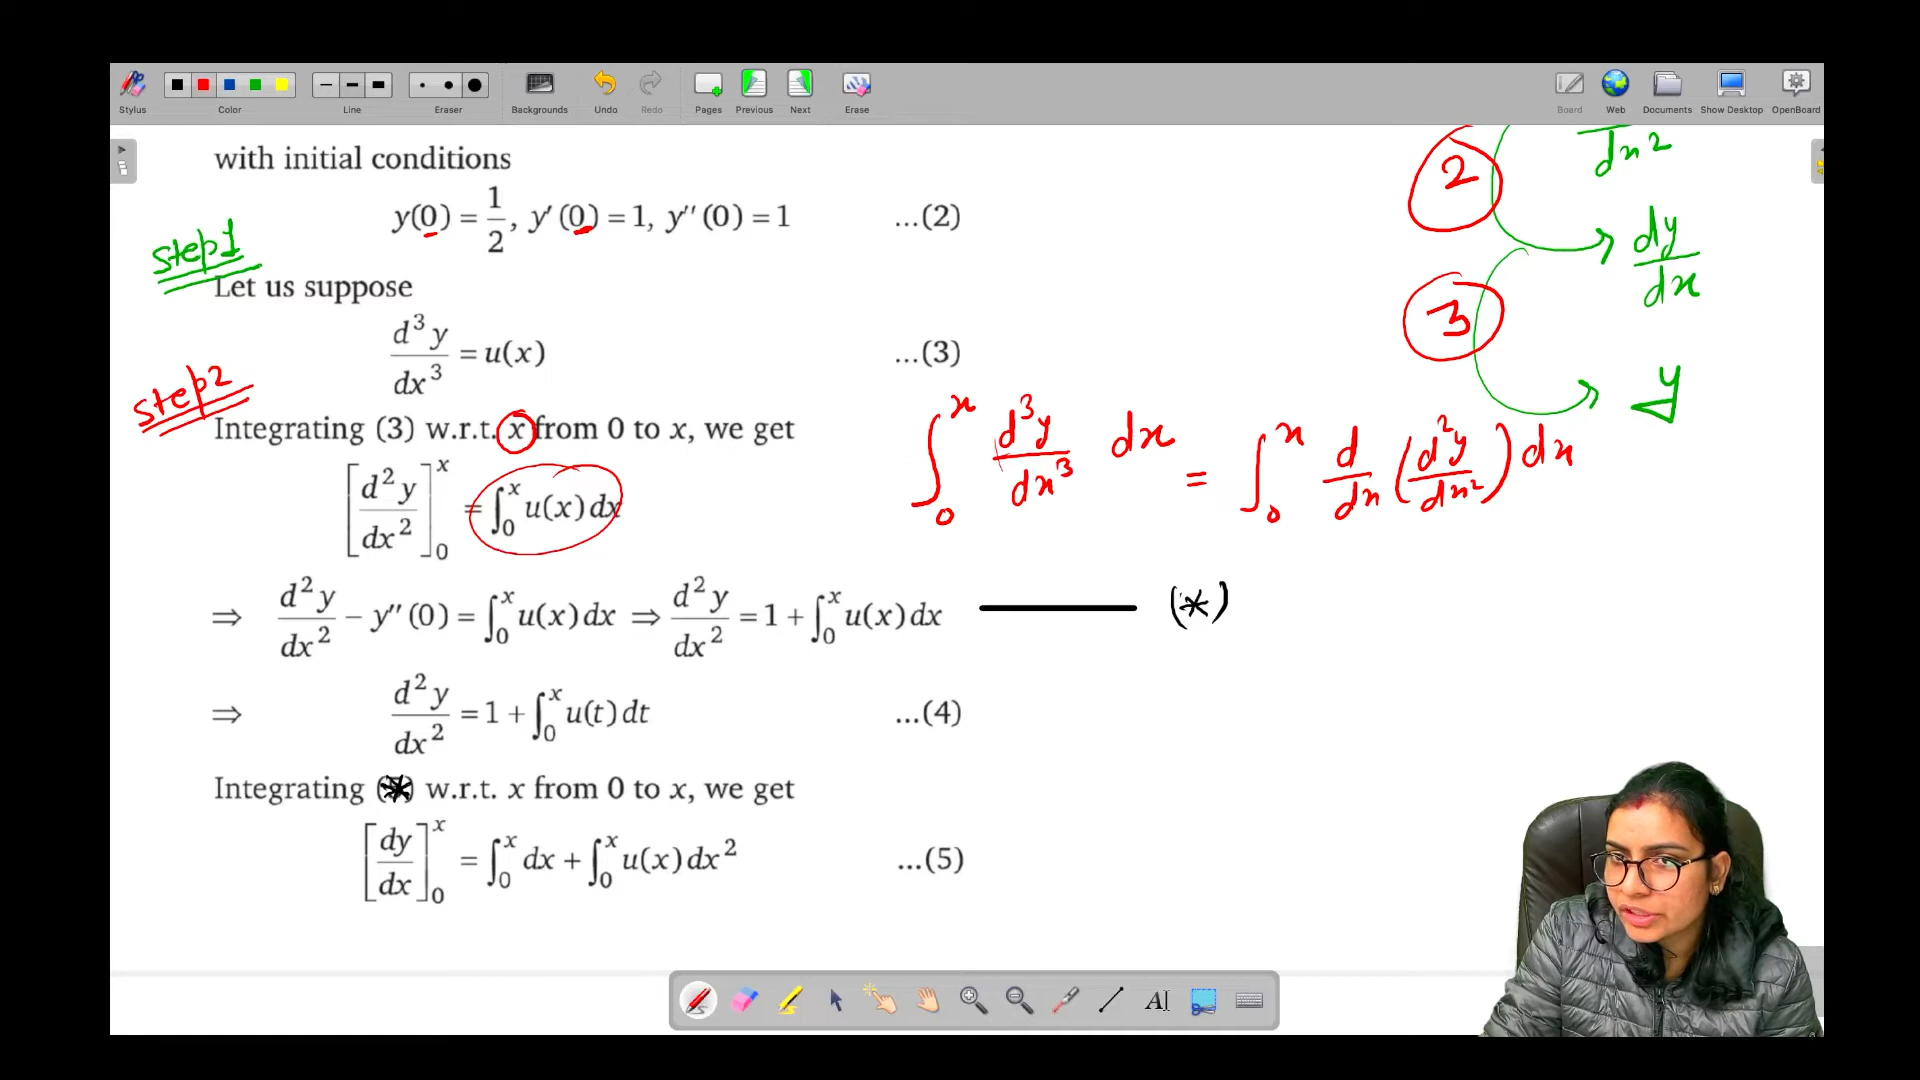 Stylus
Color
Line
Eraser
Backgrounds
Undo
Redo
Pages
Previous
Next
Erase
Board
Web
Documents
Show Desktop
OpenBoard
with initial conditions
y(0) = 1/2, y′(0) = 1, y″(0) = 1 ...(2)
step1
Let us suppose
d³y/dx³ = u(x) ...(3)
step2
Integrating (3) w.r.t. x from 0 to x, we get
[d²y/dx²]₀ˣ = ∫₀ˣ u(x) dx
⇒ d²y/dx² − y″(0) = ∫₀ˣ u(x) dx ⇒ d²y/dx² = 1 + ∫₀ˣ u(x) dx (*)
⇒ d²y/dx² = 1 + ∫₀ˣ u(t) dt ...(4)
Integrating (*) w.r.t. x from 0 to x, we get
[dy/dx]₀ˣ = ∫₀ˣ dx + ∫₀ˣ u(x) dx² ...(5)
dx2
2
dy/dx
3
y
∫₀ˣ d³y/dx³ dx = ∫₀ˣ d/dx (d²y/dx²) dx
AI